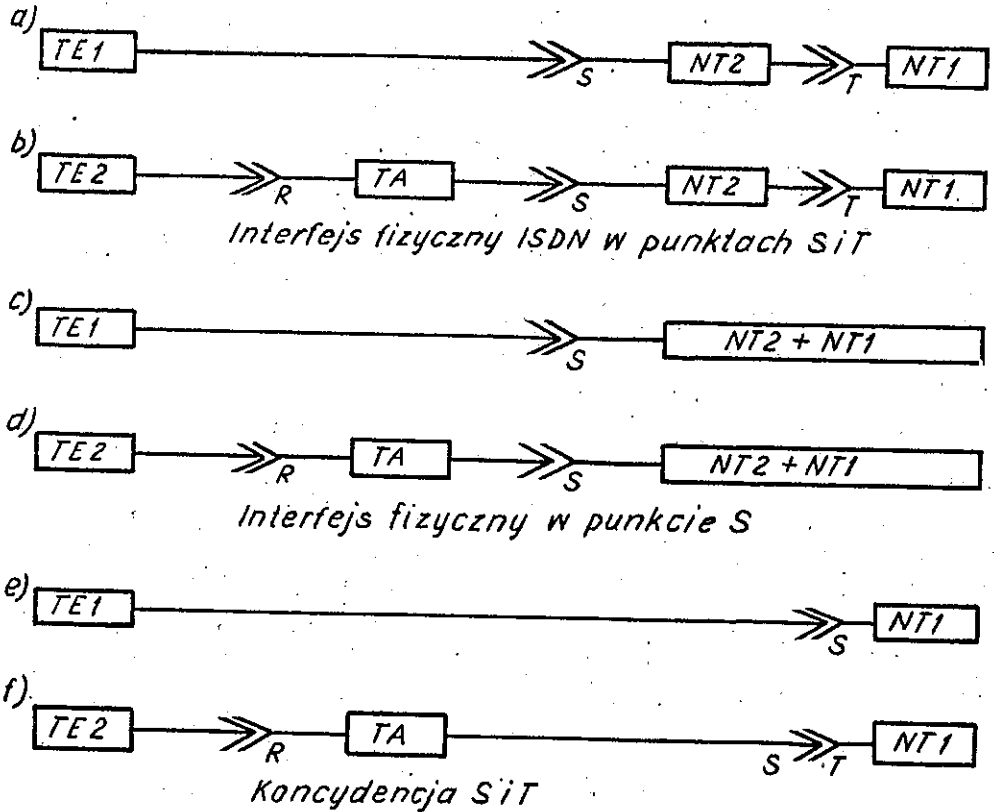 a) TE1 S NT2 T NT1
b) TE2 R TA S NT2 T NT1
Interfejs fizyczny ISDN w punktach S i T
c) TE1 S NT2 + NT1
d) TE2 R TA S NT2 + NT1
Interfejs fizyczny w punkcie S
e) TE1 S NT1
f) TE2 R TA S T NT1
Koncydencja S i T